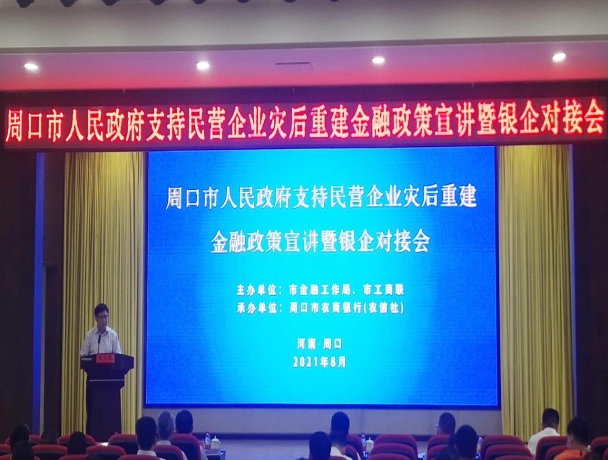 周口市人民政府支持民营企业灾后重建金融政策宣讲暨银企对接会
周口市人民政府支持民营企业灾后重建
金融政策宣讲暨银企对接会
主办单位：市金融工作局、市工商联
承办单位：周口市农商银行(农信社)
河南·周口
2021年8月